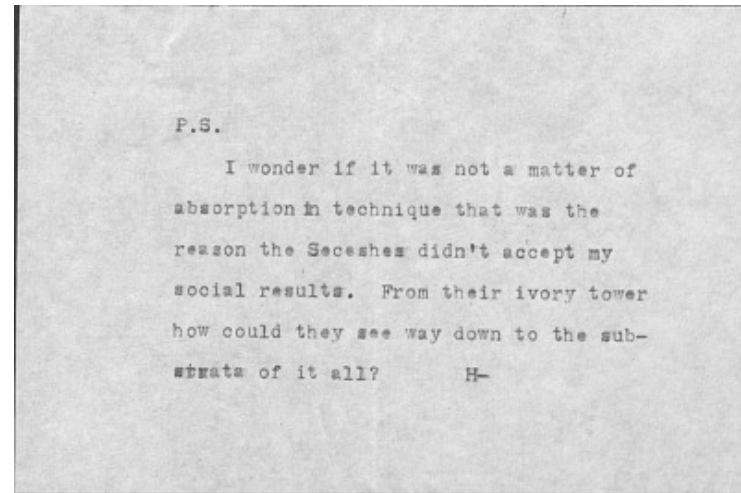 P.S.
I wonder if it was not a matter of
absorption in technique that was the
reason the Seceshes didn't accept my
social results. From their ivory tower
how could they see way down to the sub-
strata of it all? H-